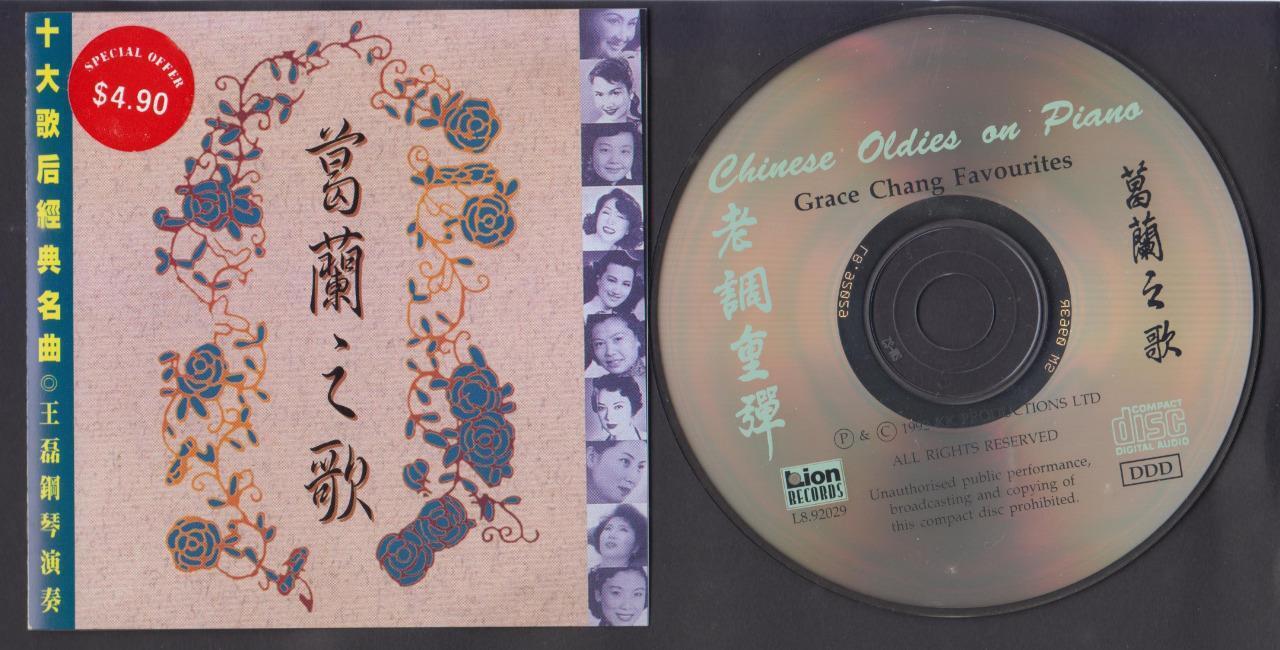 十大歌后經典名曲◎王磊鋼琴演奏
SPECIAL OFFER
$4.90
葛蘭之歌
Chinese Oldies on Piano
Grace Chang Favourites
老調重彈
葛蘭之歌
Ⓟ & Ⓒ PRODUCTIONS LTD
ALL RIGHTS RESERVED
Unauthorised public performance,
broadcasting and copying of
this compact disc prohibited.
Lion
RECORDS
L8.92029
COMPACT
disc
DIGITAL AUDIO
DDD